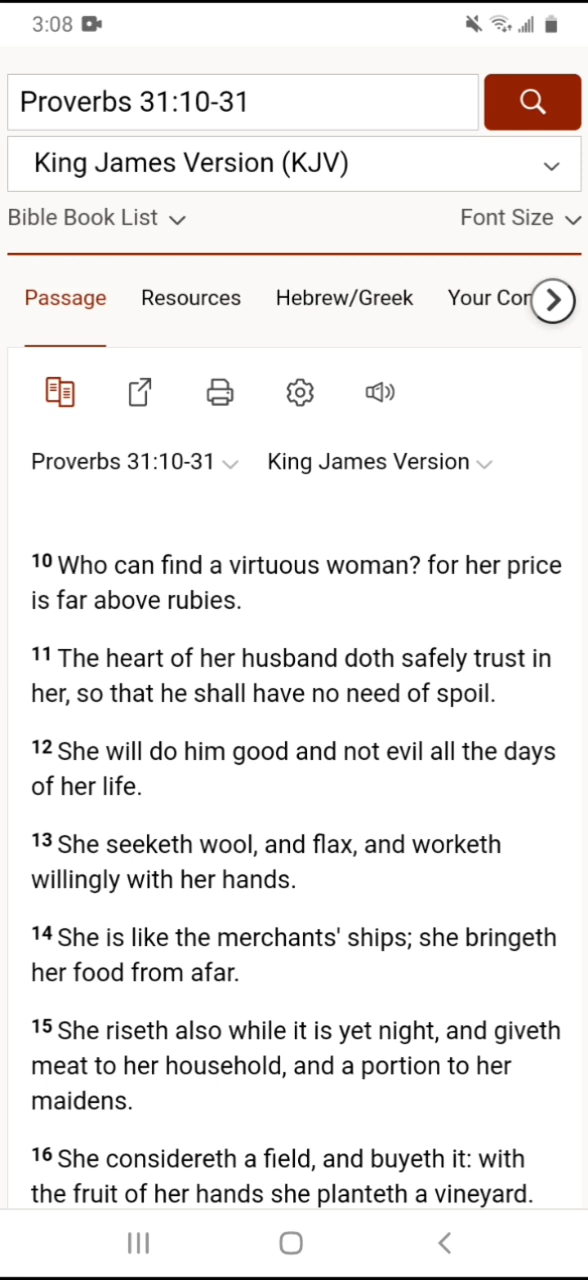 3:08
Proverbs 31:10-31
King James Version (KJV)
Bible Book List Font Size
Passage Resources Hebrew/Greek Your Cor
Proverbs 31:10-31 King James Version
10 Who can find a virtuous woman? for her price
is far above rubies.
11 The heart of her husband doth safely trust in
her, so that he shall have no need of spoil.
12 She will do him good and not evil all the days
of her life.
13 She seeketh wool, and flax, and worketh
willingly with her hands.
14 She is like the merchants' ships; she bringeth
her food from afar.
15 She riseth also while it is yet night, and giveth
meat to her household, and a portion to her
maidens.
16 She considereth a field, and buyeth it: with
the fruit of her hands she planteth a vineyard.